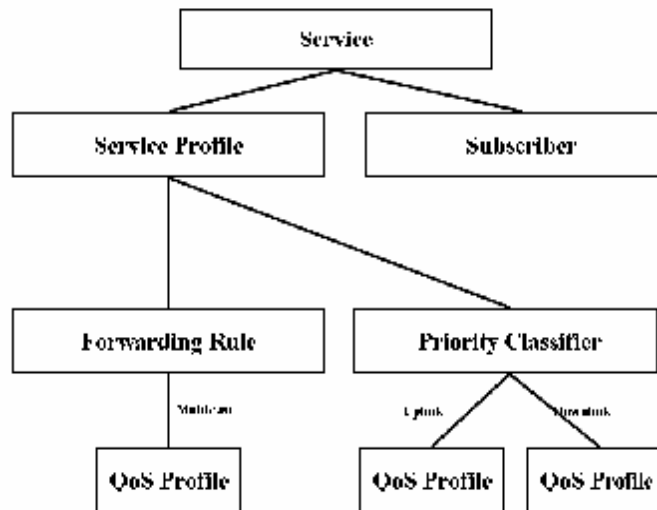 Service
Service Profile
Subscriber
Forwarding Rule
Priority Classifier
Multicast
Uplink
Downlink
QoS Profile
QoS Profile
QoS Profile